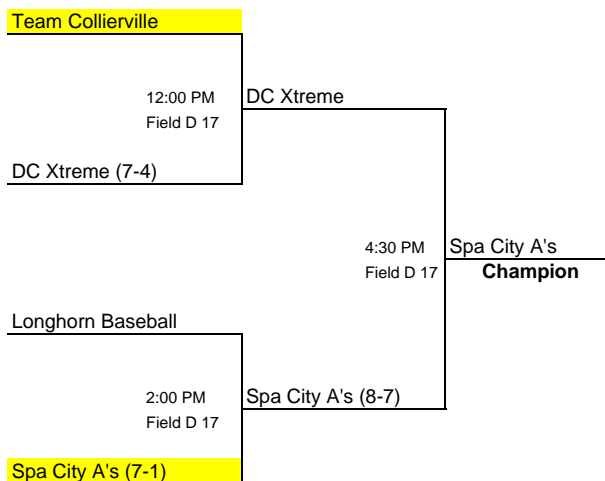 Team Collierville
12:00 PM
DC Xtreme
Field D 17
DC Xtreme (7-4)
4:30 PM
Spa City A's
Field D 17
Champion
Longhorn Baseball
2:00 PM
Spa City A's (8-7)
Field D 17
Spa City A's (7-1)